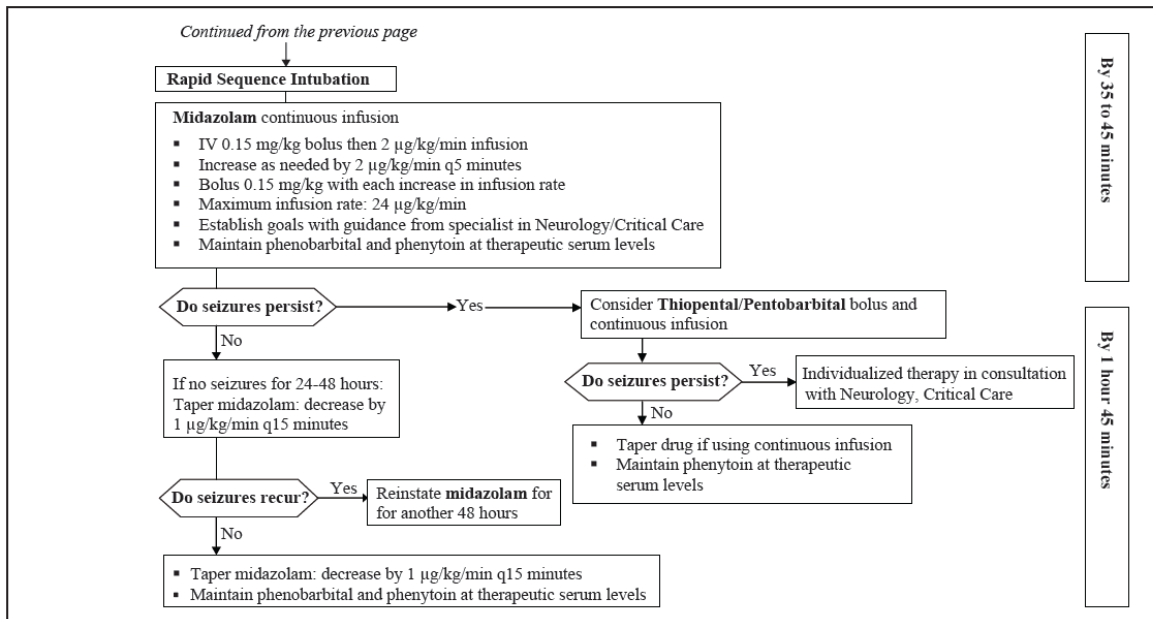 Continued from the previous page
Rapid Sequence Intubation
Midazolam continuous infusion
▪ IV 0.15 mg/kg bolus then 2 µg/kg/min infusion
▪ Increase as needed by 2 µg/kg/min q5 minutes
▪ Bolus 0.15 mg/kg with each increase in infusion rate
▪ Maximum infusion rate: 24 µg/kg/min
▪ Establish goals with guidance from specialist in Neurology/Critical Care
▪ Maintain phenobarbital and phenytoin at therapeutic serum levels
By 35 to 45 minutes
Do seizures persist?
Yes
Consider Thiopental/Pentobarbital bolus and
continuous infusion
No
If no seizures for 24-48 hours:
Taper midazolam: decrease by
1 µg/kg/min q15 minutes
Do seizures persist?
Yes
Individualized therapy in consultation
with Neurology, Critical Care
No
▪ Taper drug if using continuous infusion
▪ Maintain phenytoin at therapeutic
serum levels
By 1 hour 45 minutes
Do seizures recur?
Yes
Reinstate midazolam for
for another 48 hours
No
▪ Taper midazolam: decrease by 1 µg/kg/min q15 minutes
▪ Maintain phenobarbital and phenytoin at therapeutic serum levels